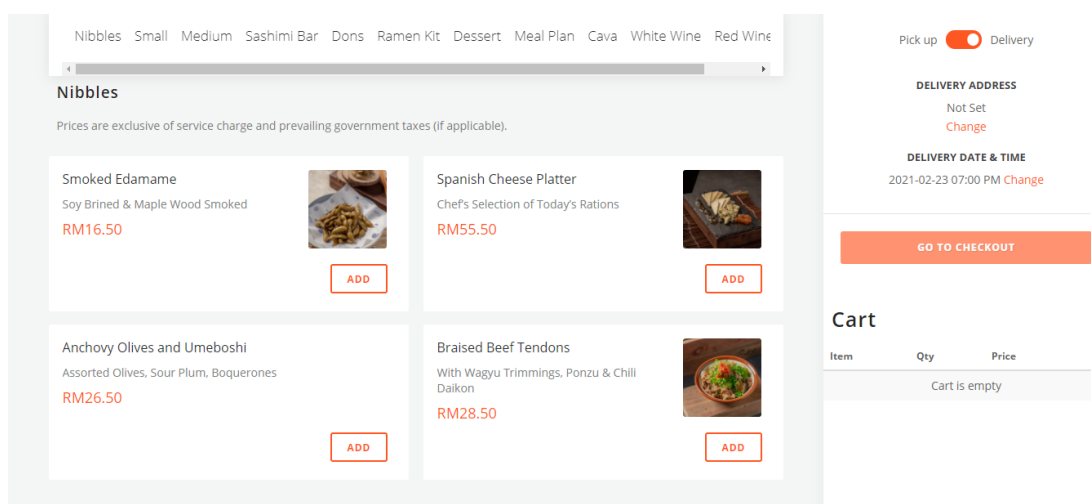 Nibbles Small Medium Sashimi Bar Dons Ramen Kit Dessert Meal Plan Cava White Wine Red Wine
Nibbles
Prices are exclusive of service charge and prevailing government taxes (if applicable).
Smoked Edamame
Soy Brined & Maple Wood Smoked
RM16.50
ADD
Spanish Cheese Platter
Chef's Selection of Today's Rations
RM55.50
ADD
Anchovy Olives and Umeboshi
Assorted Olives, Sour Plum, Boquerones
RM26.50
ADD
Braised Beef Tendons
With Wagyu Trimmings, Ponzu & Chili
Daikon
RM28.50
ADD
Pick up Delivery
DELIVERY ADDRESS
Not Set
Change
DELIVERY DATE & TIME
2021-02-23 07:00 PM Change
GO TO CHECKOUT
Cart
Item Qty Price
Cart is empty